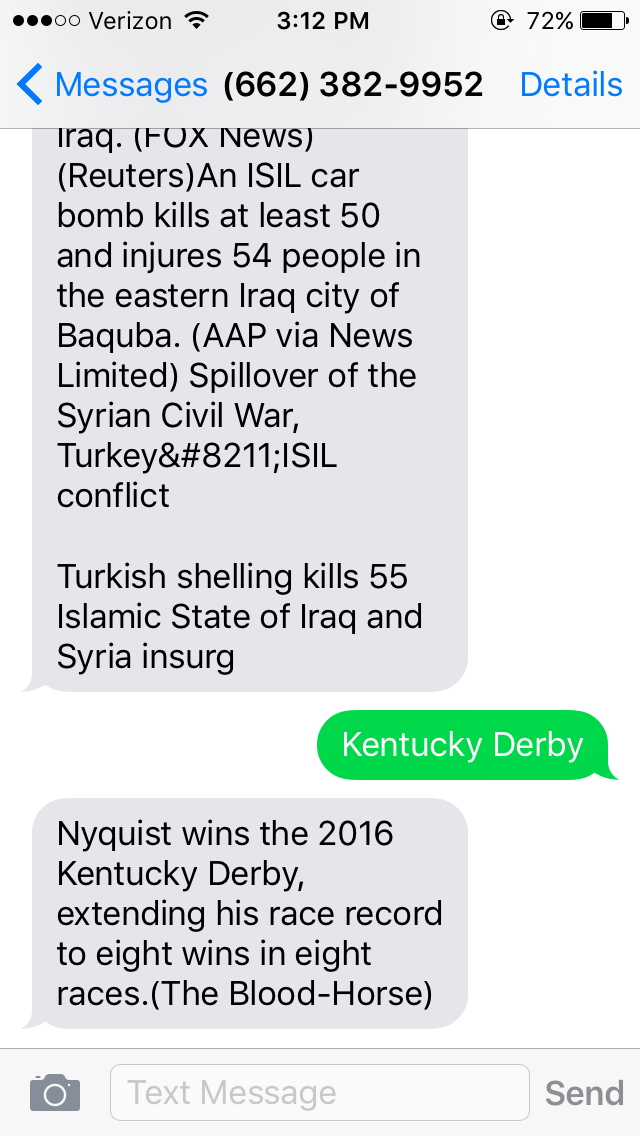 Verizon 3:12 PM 72%
Messages (662) 382-9952 Details
Iraq. (FOX News)
(Reuters)An ISIL car
bomb kills at least 50
and injures 54 people in
the eastern Iraq city of
Baquba. (AAP via News
Limited) Spillover of the
Syrian Civil War,
Turkey&#8211;ISIL
conflict
Turkish shelling kills 55
Islamic State of Iraq and
Syria insurg
Kentucky Derby
Nyquist wins the 2016
Kentucky Derby,
extending his race record
to eight wins in eight
races.(The Blood-Horse)
Text Message Send